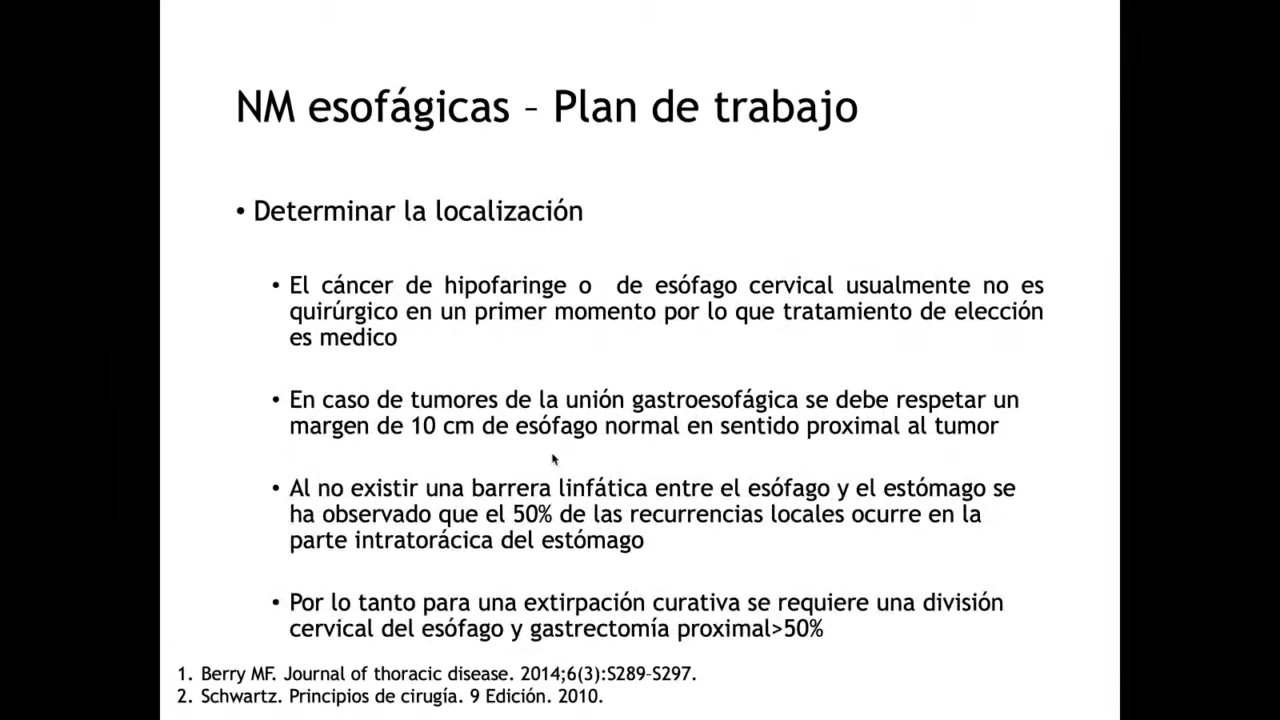 NM esofágicas – Plan de trabajo
• Determinar la localización
• El cáncer de hipofaringe o de esófago cervical usualmente no es
quirúrgico en un primer momento por lo que tratamiento de elección
es medico
• En caso de tumores de la unión gastroesofágica se debe respetar un
margen de 10 cm de esófago normal en sentido proximal al tumor
• Al no existir una barrera linfática entre el esófago y el estómago se
ha observado que el 50% de las recurrencias locales ocurre en la
parte intratorácica del estómago
• Por lo tanto para una extirpación curativa se requiere una división
cervical del esófago y gastrectomía proximal>50%
1. Berry MF. Journal of thoracic disease. 2014;6(3):S289–S297.
2. Schwartz. Principios de cirugía. 9 Edición. 2010.